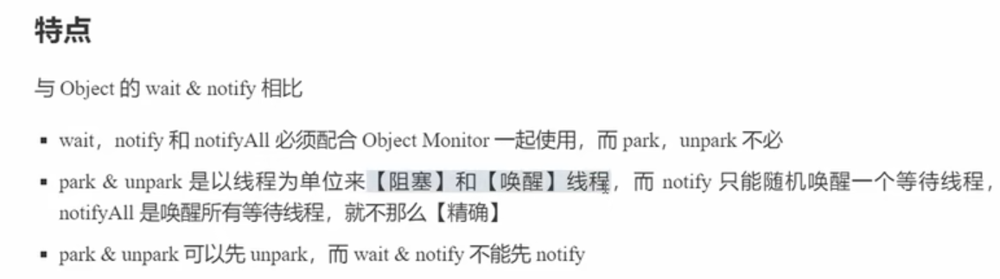 特点
与 Object 的 wait & notify 相比
▪ wait，notify 和 notifyAll 必须配合 Object Monitor 一起使用，而 park，unpark 不必
▪ park & unpark 是以线程为单位来【阻塞】和【唤醒】线程，而 notify 只能随机唤醒一个等待线程，
notifyAll 是唤醒所有等待线程，就不那么【精确】
▪ park & unpark 可以先 unpark，而 wait & notify 不能先 notify